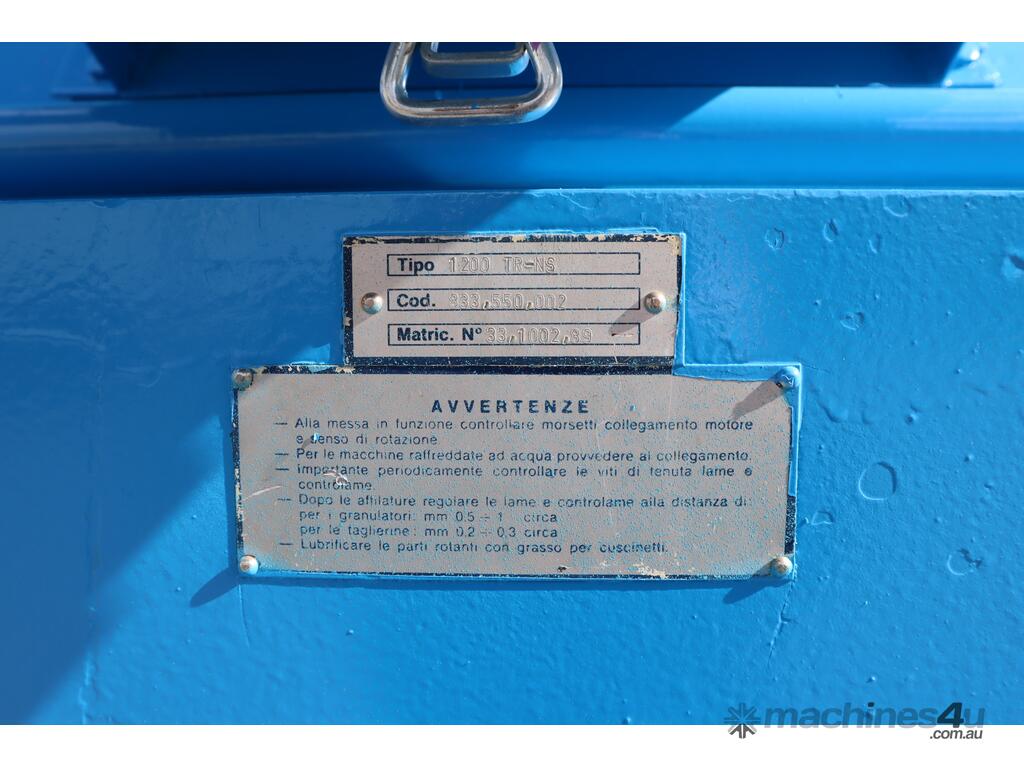 Tipo 1200 TR-NS
Cod. 833,550,002
Matric. N° 33,1002,89
AVVERTENZE
— Alla messa in funzione controllare morsetti collegamento motore
e senso di rotazione
— Per le macchine raffreddate ad acqua provvedere al collegamento.
— Importante periodicamente controllare le viti di tenuta lame e
controlame.
— Dopo le affilature regolare le lame e controlame alla distanza di:
per i granulatori: mm 0.5 ÷ 1 circa
per le taglierine: mm 0.2 ÷ 0,3 circa
— Lubrificare le parti rotanti con grasso per cuscinetti.
machines4u
.com.au